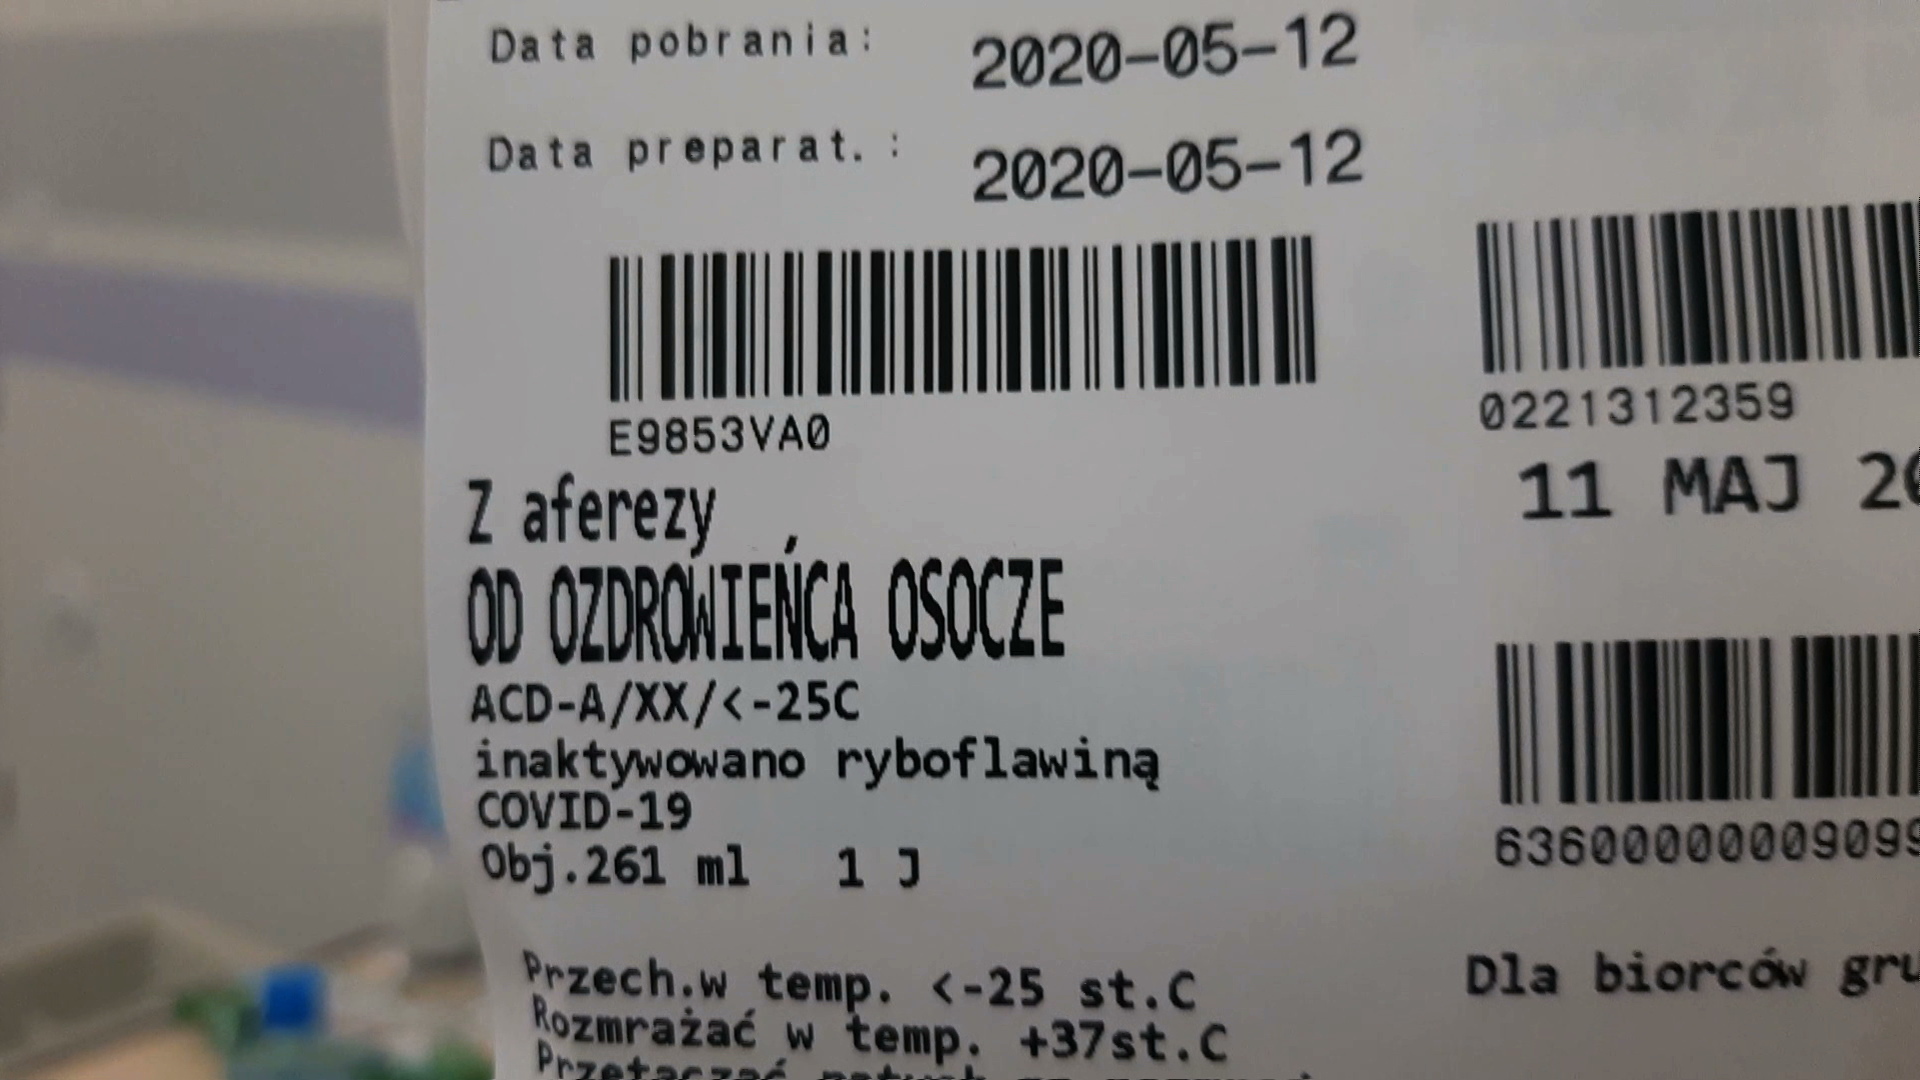 Data pobrania: 2020-05-12
Data preparat.: 2020-05-12
E9853VA0
0221312359
11 MAJ
Z aferezy
OD OZDROWIEŃCA OSOCZE
ACD-A/XX/<-25C
inaktywowano ryboflawiną
COVID-19
Obj.261 ml 1 J
Przech.w temp. <-25 st.C
Dla biorców
Rozmrażać w temp. +37st.C
Przetaczać